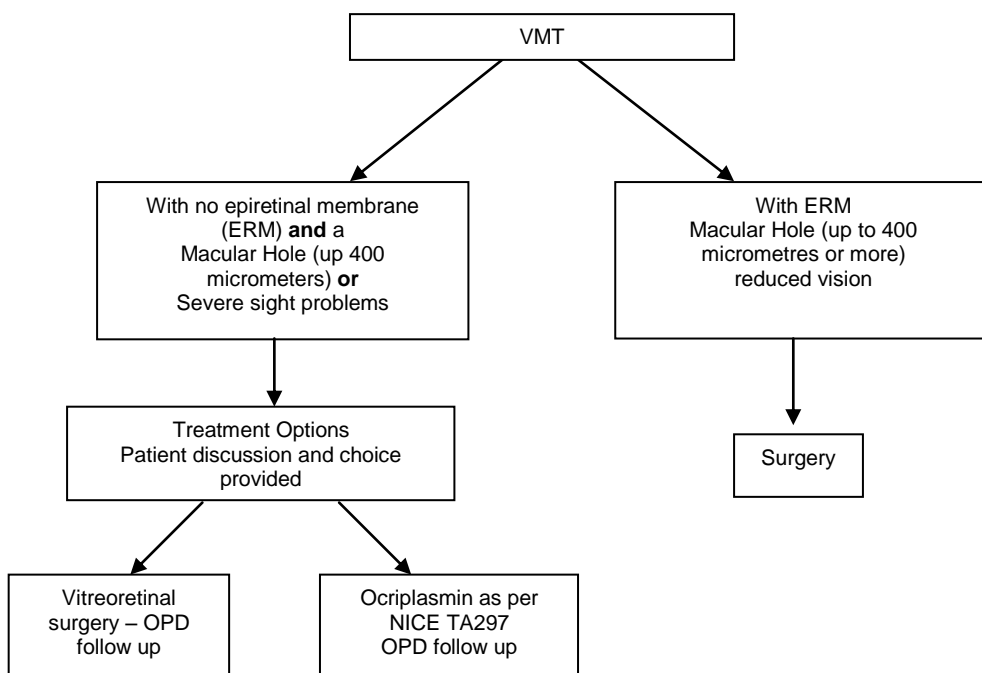 VMT
With no epiretinal membrane
(ERM) and a
Macular Hole (up 400
micrometers) or
Severe sight problems
With ERM
Macular Hole (up to 400
micrometres or more)
reduced vision
Treatment Options
Patient discussion and choice
provided
Surgery
Vitreoretinal
surgery – OPD
follow up
Ocriplasmin as per
NICE TA297
OPD follow up